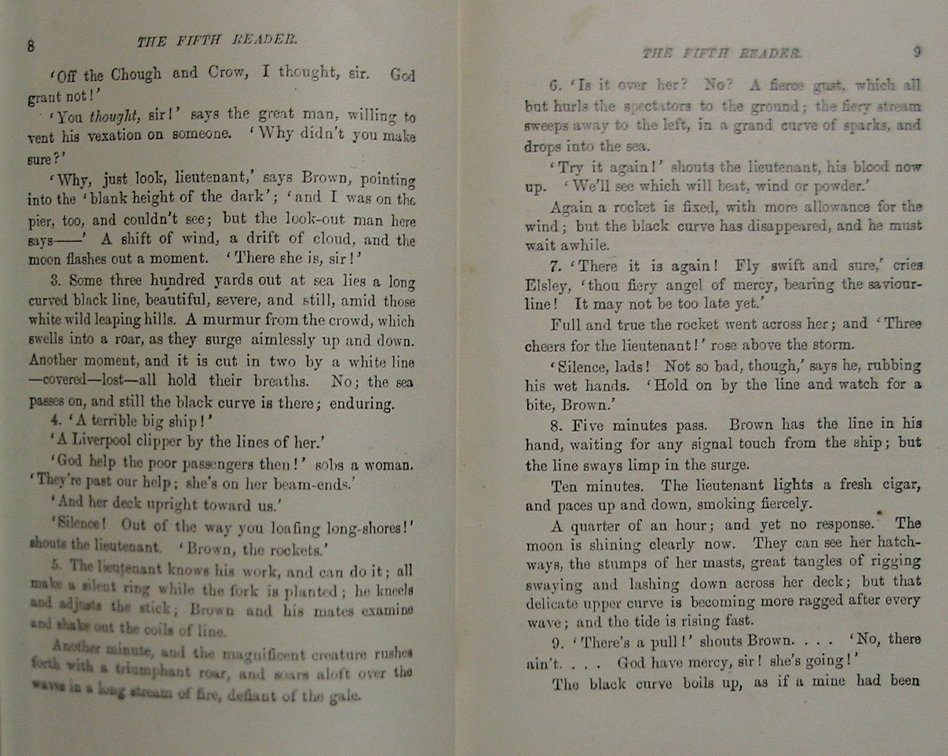 8
THE FIFTH READER.
'Off the Chough and Crow, I thought, sir. God
grant not!'
'You thought, sir!' says the great man, willing to
vent his vexation on someone. 'Why didn't you make
sure?'
'Why, just look, lieutenant,' says Brown, pointing
into the 'blank height of the dark'; 'and I was on the
pier, too, and couldn't see; but the look-out man here
says——' A shift of wind, a drift of cloud, and the
moon flashes out a moment. 'There she is, sir!'
3. Some three hundred yards out at sea lies a long
curved black line, beautiful, severe, and still, amid those
white wild leaping hills. A murmur from the crowd, which
swells into a roar, as they surge aimlessly up and down.
Another moment, and it is cut in two by a white line
—covered—lost—all hold their breaths. No; the sea
passes on, and still the black curve is there; enduring.
4. 'A terrible big ship!'
'A Liverpool clipper by the lines of her.'
'God help the poor passengers then!' sobs a woman.
'They're past our help; she's on her beam-ends.'
'And her deck upright toward us.'
'Silence! Out of the way you loafing long-shores!'
shouts the lieutenant. 'Brown, the rockets.'
5. The lieutenant knows his work, and can do it; all
make a silent ring while the fork is planted; he kneels
and adjusts the stick; Brown and his mates examine
and shake out the coils of line.
Another minute, and the magnificent creature rushes
forth with a triumphant roar, and soars aloft over the
waves in a long stream of fire, defiant of the gale.
THE FIFTH READER.
9
6. 'Is it over her? No? A fierce gust, which all
but hurls the spectators to the ground; the fiery stream
sweeps away to the left, in a grand curve of sparks, and
drops into the sea.
'Try it again!' shouts the lieutenant, his blood now
up. 'We'll see which will beat, wind or powder.'
Again a rocket is fixed, with more allowance for the
wind; but the black curve has disappeared, and he must
wait awhile.
7. 'There it is again! Fly swift and sure,' cries
Elsley, 'thou fiery angel of mercy, bearing the saviour-
line! It may not be too late yet.'
Full and true the rocket went across her; and 'Three
cheers for the lieutenant!' rose above the storm.
'Silence, lads! Not so bad, though,' says he, rubbing
his wet hands. 'Hold on by the line and watch for a
bite, Brown.'
8. Five minutes pass. Brown has the line in his
hand, waiting for any signal touch from the ship; but
the line sways limp in the surge.
Ten minutes. The lieutenant lights a fresh cigar,
and paces up and down, smoking fiercely.
A quarter of an hour; and yet no response. The
moon is shining clearly now. They can see her hatch-
ways, the stumps of her masts, great tangles of rigging
swaying and lashing down across her deck; but that
delicate upper curve is becoming more ragged after every
wave; and the tide is rising fast.
9. 'There's a pull!' shouts Brown. . . . 'No, there
ain't. . . . God have mercy, sir! she's going!'
The black curve boils up, as if a mine had been